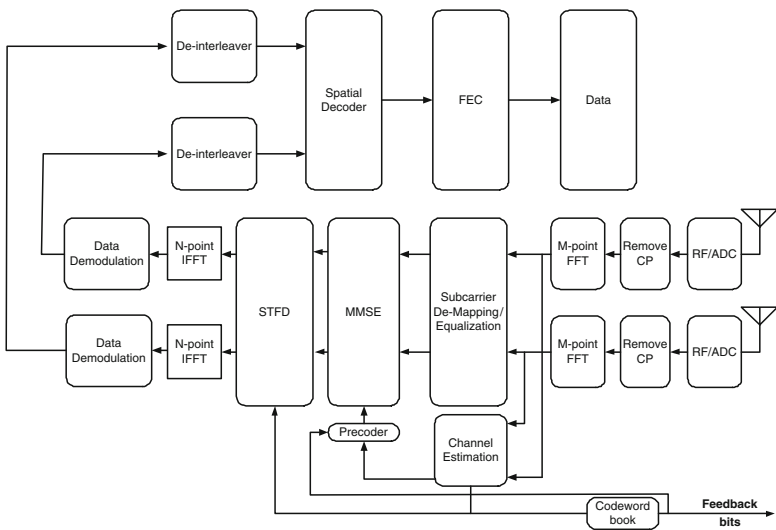 De-interleaver
Spatial
Decoder
FEC
Data
De-interleaver
Data
Demodulation
N-point
IFFT
STFD
MMSE
Subcarrier
De-Mapping/
Equalization
M-point
FFT
Remove
CP
RF/ADC
Data
Demodulation
N-point
IFFT
M-point
FFT
Remove
CP
RF/ADC
Precoder
Channel
Estimation
Codeword
book
Feedback
bits